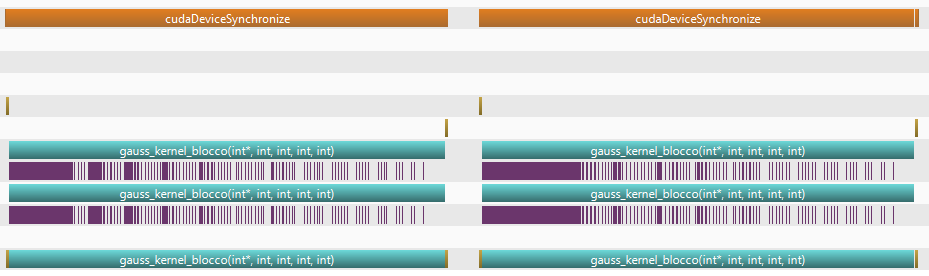 cudaDeviceSynchronize cudaDeviceSynchronize
gauss_kernel_blocco(int*, int, int, int, int) gauss_kernel_blocco(int*, int, int, int, int)
gauss_kernel_blocco(int*, int, int, int, int) gauss_kernel_blocco(int*, int, int, int, int)
gauss_kernel_blocco(int*, int, int, int, int) gauss_kernel_blocco(int*, int, int, int, int)